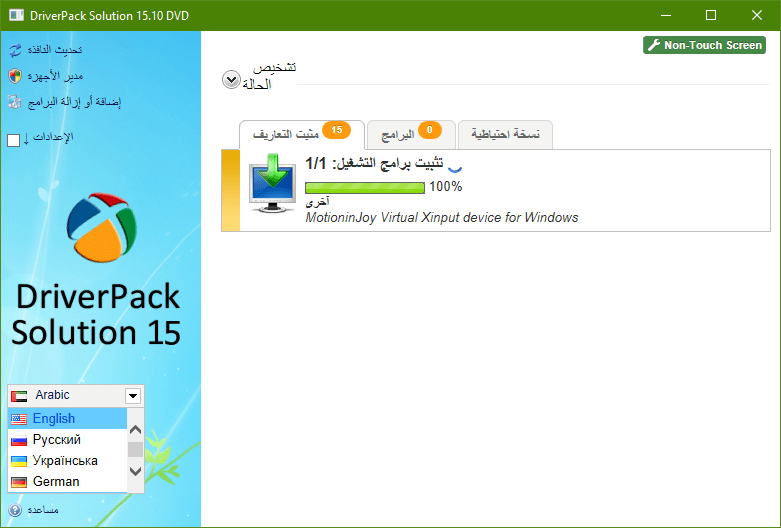 DriverPack Solution 15.10 DVD
تحديث النافذة
مدير الأجهزة
إضافة أو إزالة البرامج
الإعدادات ↓
DriverPack
Solution 15
Arabic
English
Русский
Українська
German
مساعدة
Non-Touch Screen
تشخيص
الحالة
مثبت التعاريف 15
البرامج 0
نسخة احتياطية
تثبيت برامج التشغيل: 1/1
100%
آخرى
MotioninJoy Virtual Xinput device for Windows